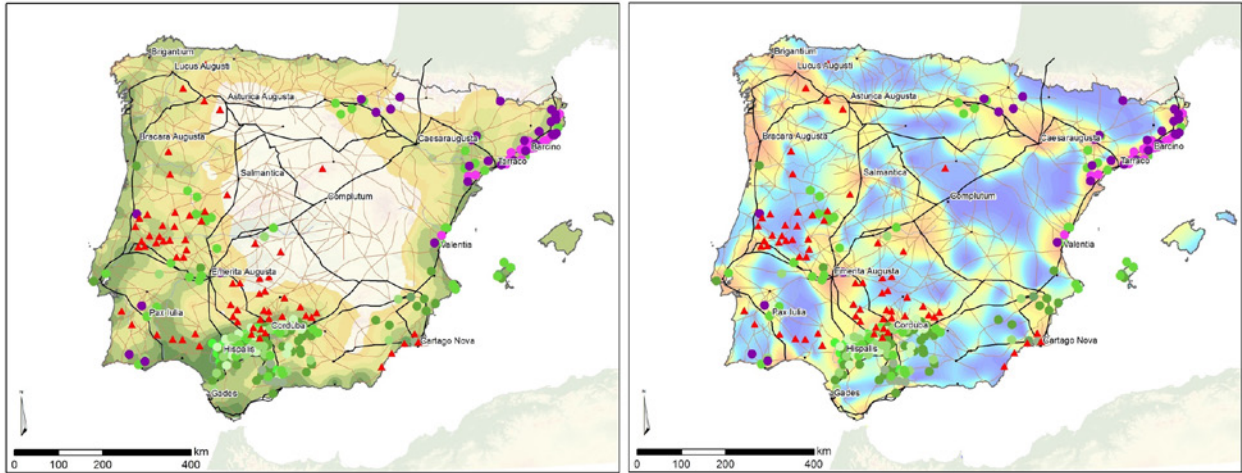 Brigantium
Lucus Augusti
Asturica Augusta
Bracara Augusta
Caesaraugusta
Barcino
Tarraco
Salmantica
Complutum
Valentia
Emerita Augusta
Pax Iulia
Corduba
Hispalis
Cartago Nova
Gades
km
0 100 200 400
Brigantium
Lucus Augusti
Asturica Augusta
Bracara Augusta
Caesaraugusta
Barcino
Tarraco
Salmantica
Complutum
Valentia
Emerita Augusta
Pax Iulia
Corduba
Hispalis
Cartago Nova
Gades
km
0 100 200 400